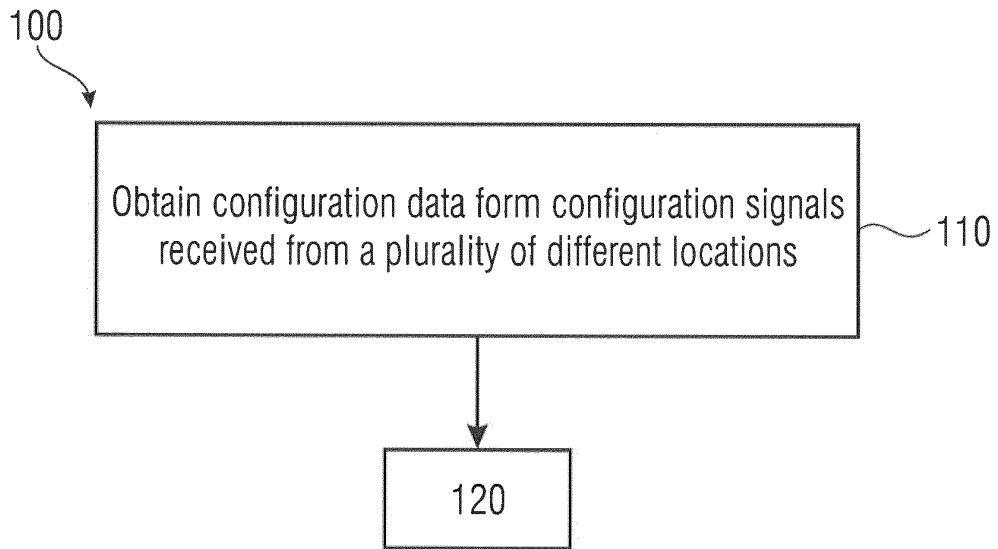 100
Obtain configuration data form configuration signals
received from a plurality of different locations
110
120